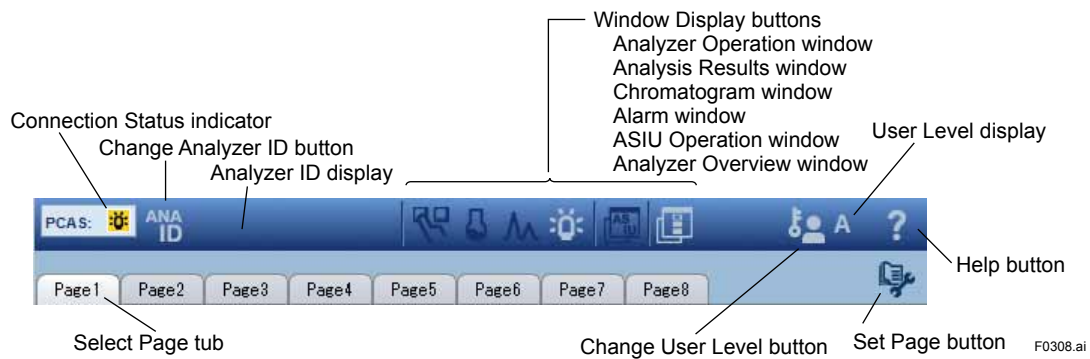 Window Display buttons
Analyzer Operation window
Analysis Results window
Chromatogram window
Alarm window
ASIU Operation window
Analyzer Overview window
Connection Status indicator
Change Analyzer ID button
Analyzer ID display
User Level display
PCAS:
ANA
ID
AS
IU
A
?
Page1
Page2
Page3
Page4
Page5
Page6
Page7
Page8
Help button
Select Page tub
Change User Level button
Set Page button
F0308.ai